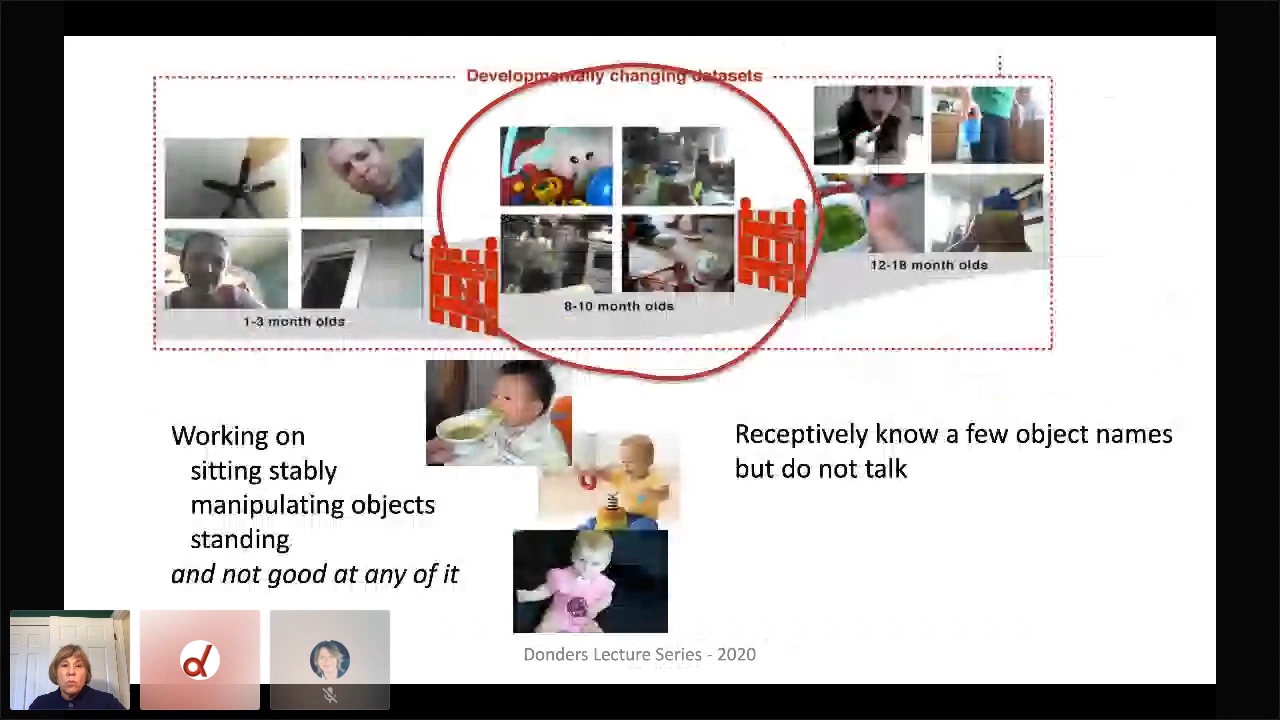 Developmentally changing datasets
12-18 month olds
8-10 month olds
1-3 month olds
Working on
sitting stably
manipulating objects
standing
and not good at any of it
Receptively know a few object names
but do not talk
Donders Lecture Series - 2020